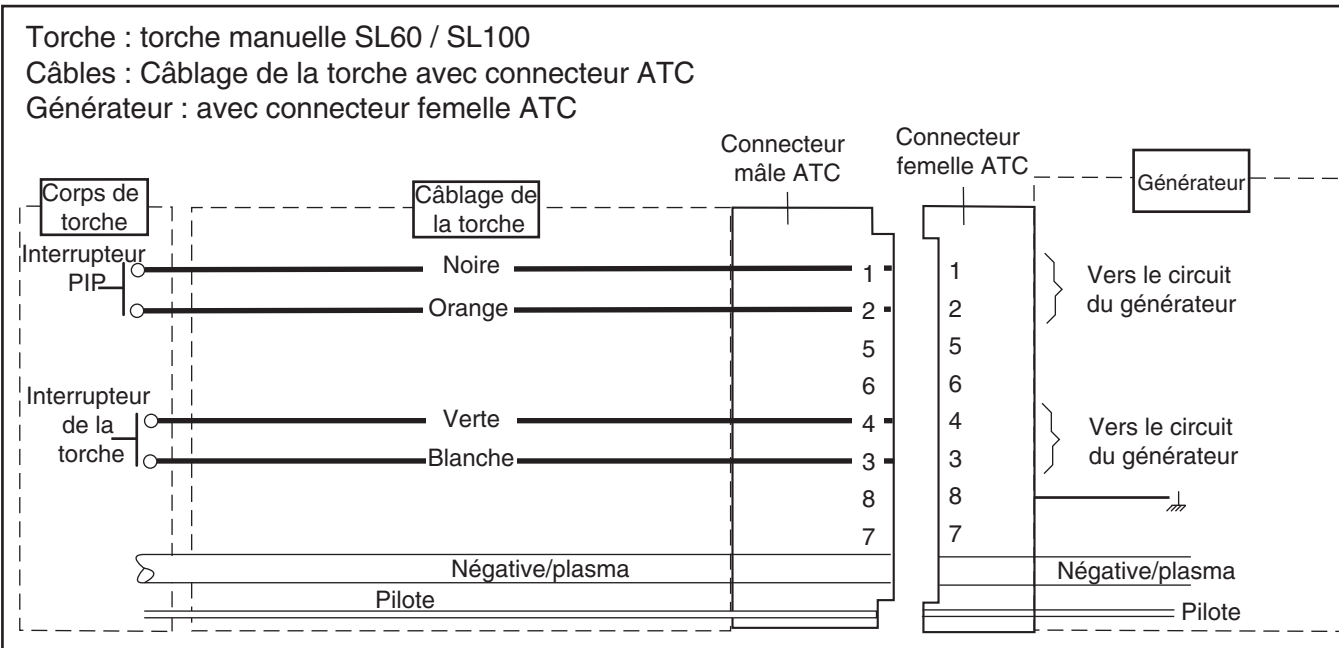 Torche : torche manuelle SL60 / SL100
Câbles : Câblage de la torche avec connecteur ATC
Générateur : avec connecteur femelle ATC
Connecteur
mâle ATC
Connecteur
femelle ATC
Générateur
Corps de
torche
Câblage de
la torche
Interrupteur
PIP
Noire
Orange
1
2
5
6
4
3
8
7
1
2
5
6
4
3
8
7
Vers le circuit
du générateur
Interrupteur
de la
torche
Verte
Blanche
Vers le circuit
du générateur
Négative/plasma
Négative/plasma
Pilote
Pilote